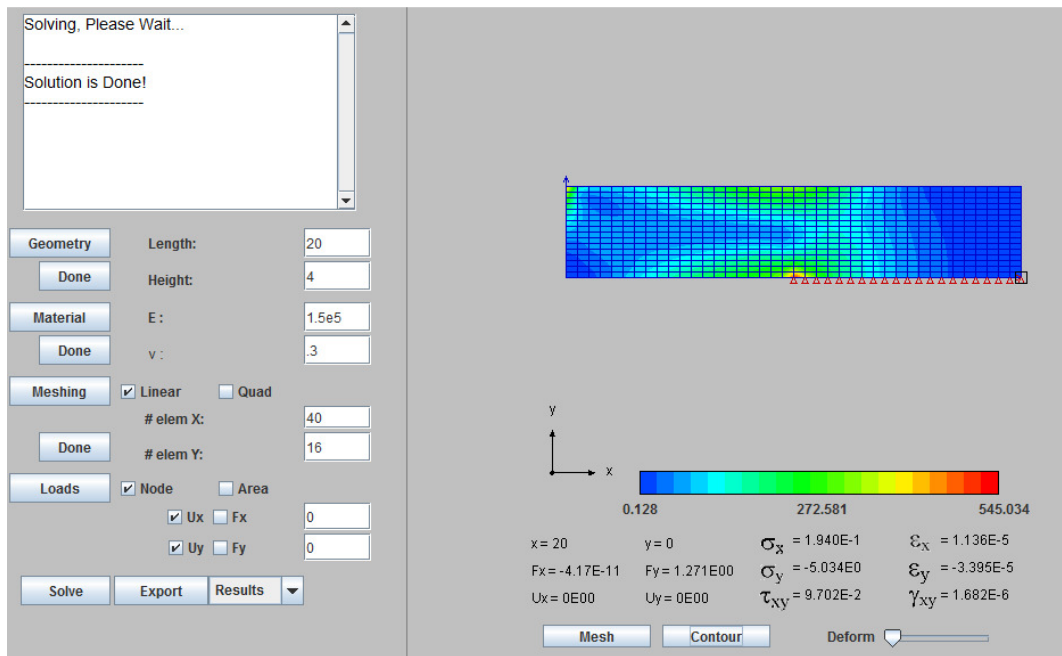 Solving, Please Wait...
---------------------
Solution is Done!
---------------------
Geometry Length: 20
Done Height: 4
Material E : 1.5e5
Done v : .3
Meshing Linear Quad
# elem X: 40
Done # elem Y: 16
Loads Node Area
Ux Fx 0
Uy Fy 0
Solve Export Results
y
x
0.128 272.581 545.034
x = 20 y = 0 σx = 1.940E-1 εx = 1.136E-5
Fx = -4.17E-11 Fy = 1.271E00 σy = -5.034E0 εy = -3.395E-5
Ux = 0E00 Uy = 0E00 τxy = 9.702E-2 γxy = 1.682E-6
Mesh Contour Deform